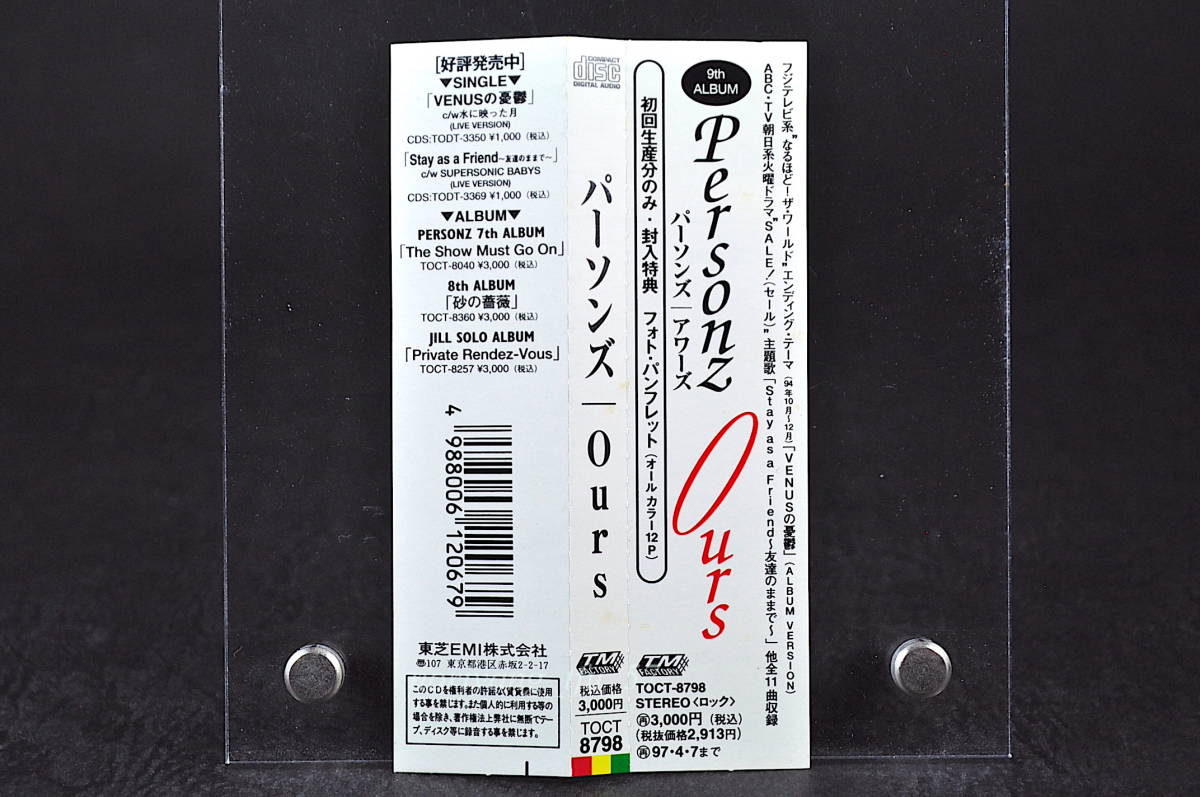 [好評発売中]
▼SINGLE▼
「VENUSの憂鬱」
c/w水に映った月
(LIVE VERSION)
CDS:TODT-3350 ¥1,000（税込）
「Stay as a Friend〜友達のままで〜」
c/w SUPERSONIC BABYS
(LIVE VERSION)
CDS:TODT-3369 ¥1,000（税込）
▼ALBUM▼
PERSONZ 7th ALBUM
「The Show Must Go On」
TOCT-8040 ¥3,000（税込）
8th ALBUM
「砂の薔薇」
TOCT-8360 ¥3,000（税込）
JILL SOLO ALBUM
「Private Rendez-Vous」
TOCT-8257 ¥3,000（税込）
4 988006 120679
東芝EMI株式会社
〠107 東京都港区赤坂2-2-17
このCDを権利者の許諾なく賃貸業に使用
する事を禁じます。また個人的に利用する等の
場合を除き、著作権法上弊社に無断でテー
プ、ディスク等に録音する事を禁じます。
COMPACT
disc
DIGITAL AUDIO
パーソンズ｜Ours
TM
FACTORY
税込価格
3,000円
TOCT
8798
9th
ALBUM
Personz
パーソンズ｜アワーズ
Ours
初回生産分のみ・封入特典 フォト・パンフレット（オールカラー12P）
フジテレビ系"なるほど!ザ・ワールド"エンディング・テーマ（94年10月〜12月）「VENUSの憂鬱」（ALBUM VERSION）
ABC・TV朝日系火曜ドラマ"SALE!（セール）"主題歌「Stay as a Friend〜友達のままで〜」他全11曲収録
TM
FACTORY
TOCT-8798
STEREO〈ロック〉
㊢3,000円（税込）
（税抜価格2,913円）
㊢97・4・7まで